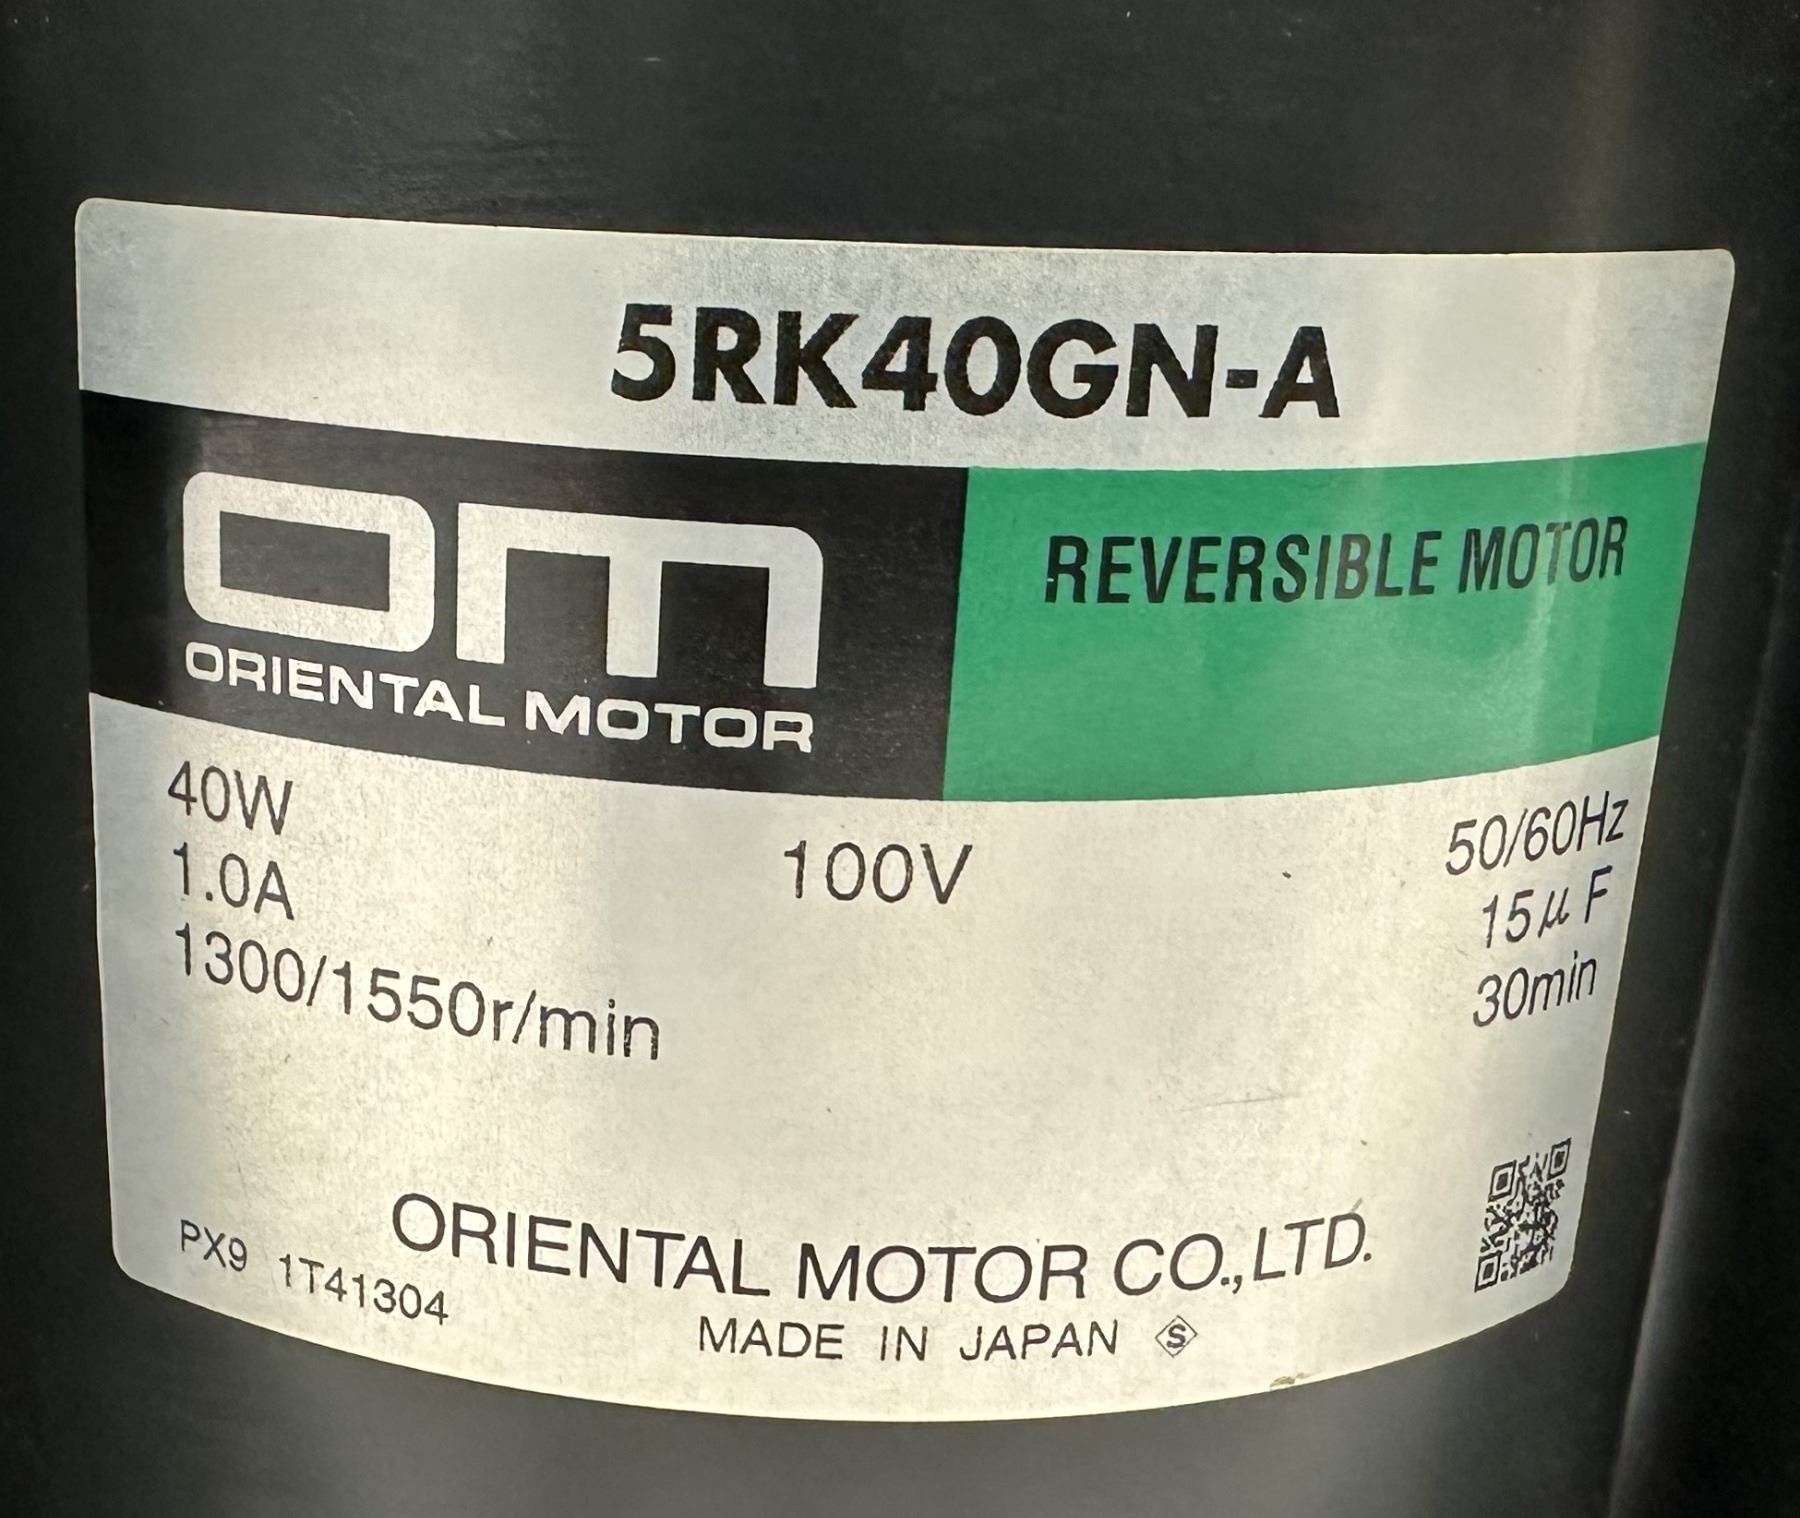 5RK40GN-A
om
ORIENTAL MOTOR
REVERSIBLE MOTOR
40W
100V
50/60Hz
1.0A
15μF
1300/1550r/min
30min
ORIENTAL MOTOR CO.,LTD.
PX9 1T41304
MADE IN JAPAN S